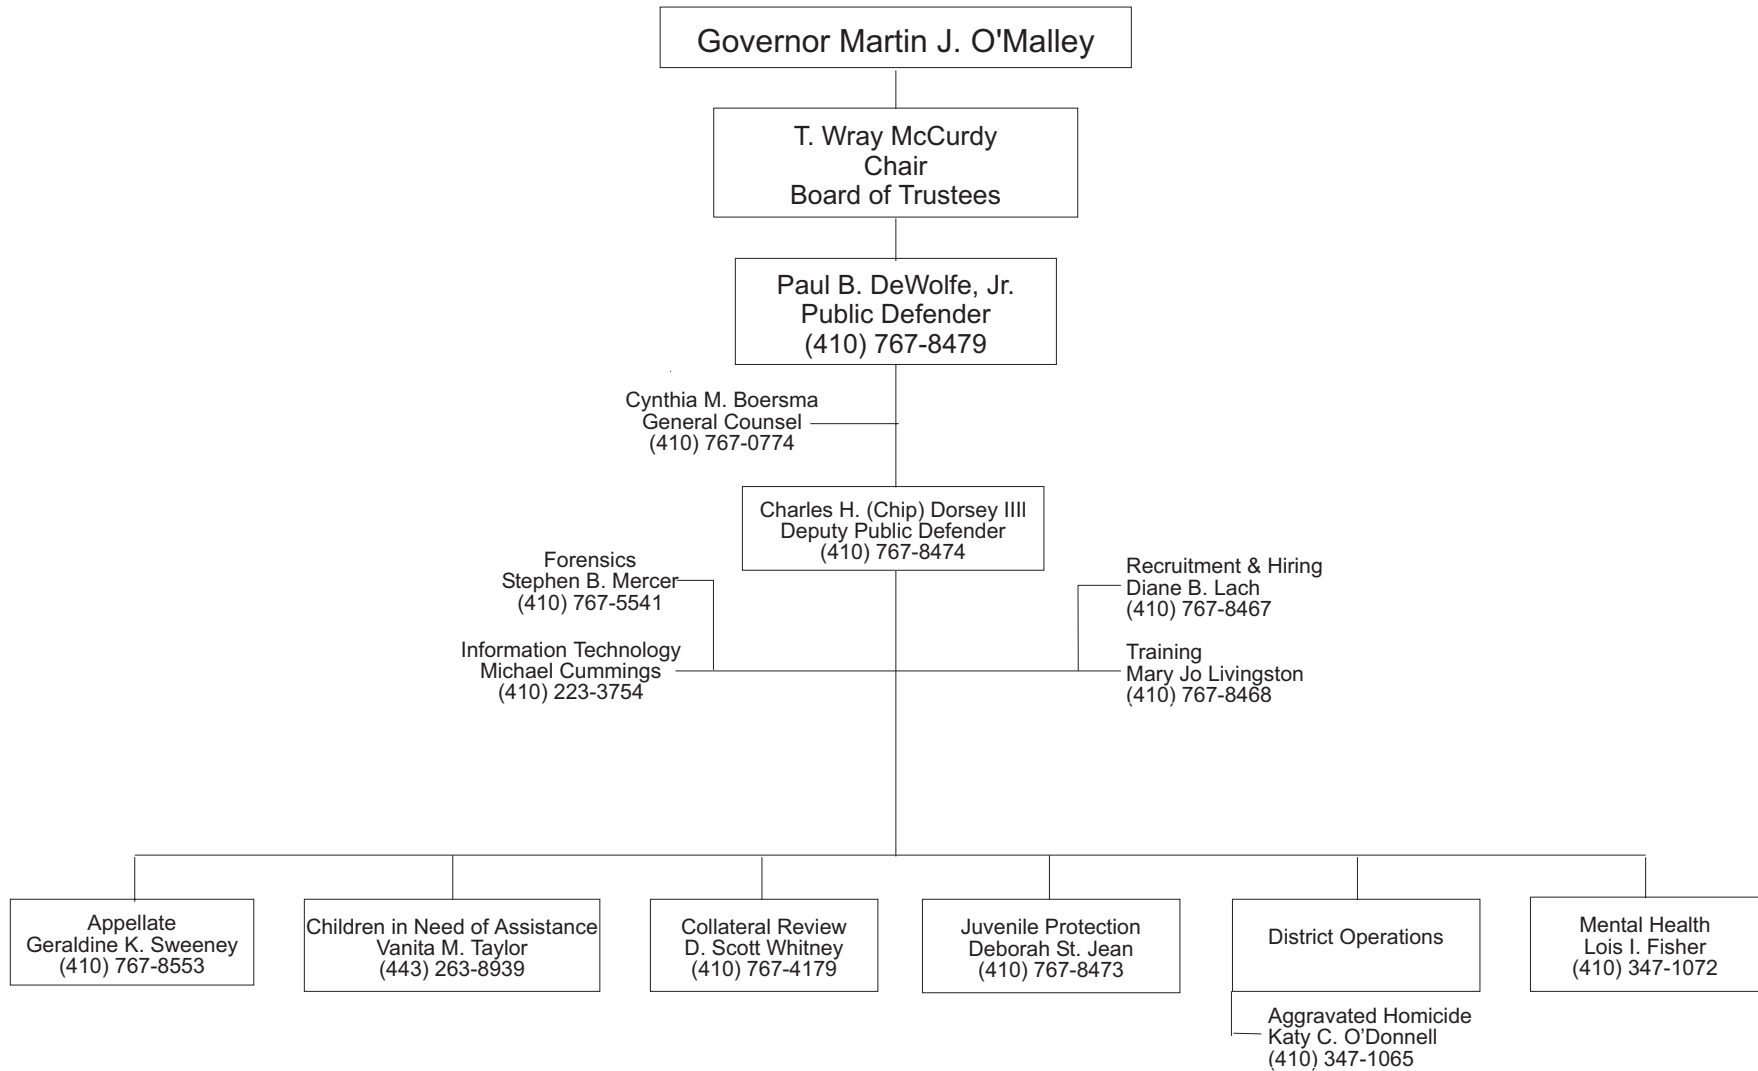 Governor Martin J. O'Malley
T. Wray McCurdy
Chair
Board of Trustees
Paul B. DeWolfe, Jr.
Public Defender
(410) 767-8479
Cynthia M. Boersma
General Counsel
(410) 767-0774
Charles H. (Chip) Dorsey IIII
Deputy Public Defender
(410) 767-8474
Forensics
Stephen B. Mercer
(410) 767-5541
Recruitment & Hiring
Diane B. Lach
(410) 767-8467
Information Technology
Michael Cummings
(410) 223-3754
Training
Mary Jo Livingston
(410) 767-8468
Appellate
Geraldine K. Sweeney
(410) 767-8553
Children in Need of Assistance
Vanita M. Taylor
(443) 263-8939
Collateral Review
D. Scott Whitney
(410) 767-4179
Juvenile Protection
Deborah St. Jean
(410) 767-8473
District Operations
Aggravated Homicide
Katy C. O’Donnell
(410) 347-1065
Mental Health
Lois I. Fisher
(410) 347-1072